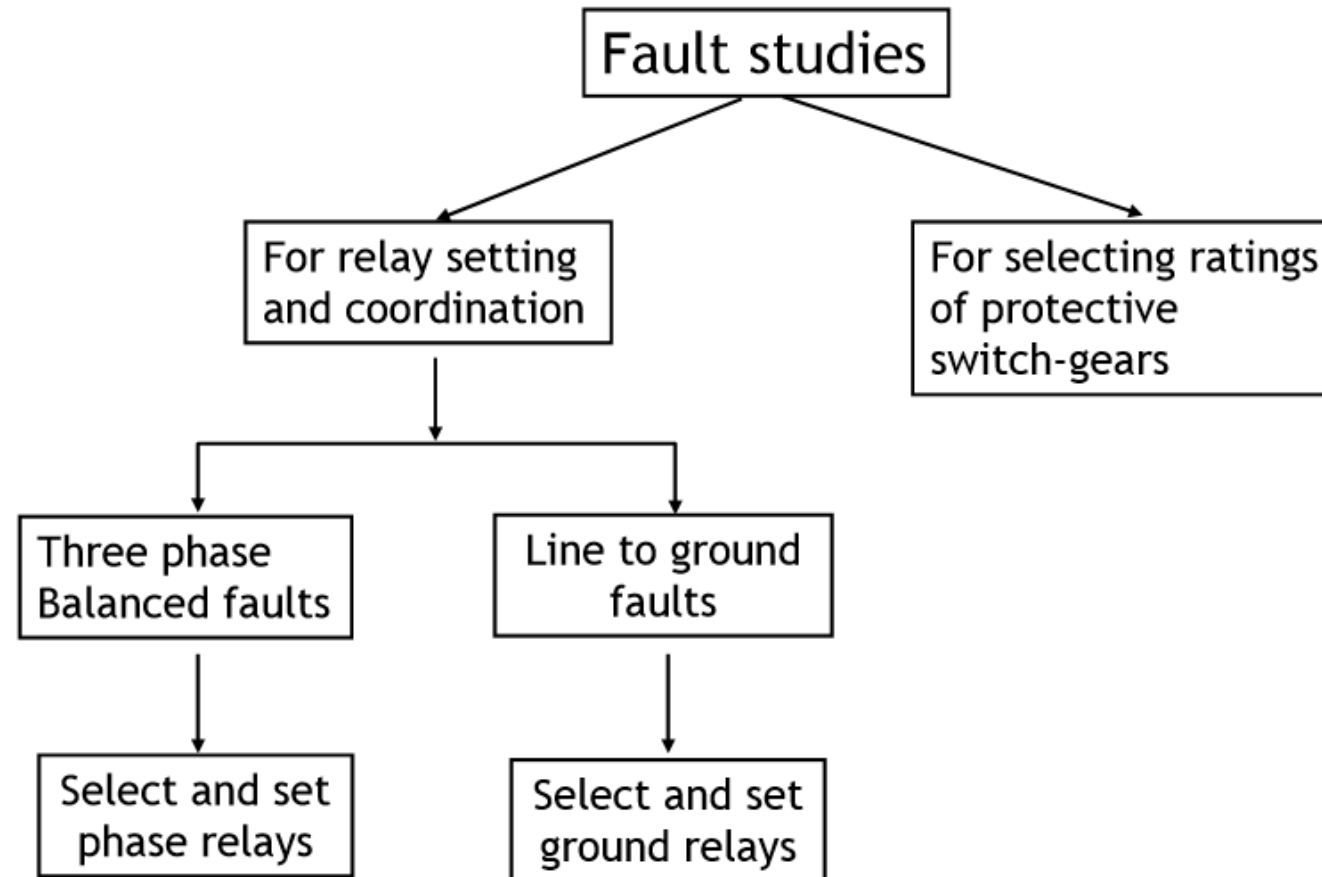 Fault studies
For relay setting
and coordination
For selecting ratings
of protective
switch-gears
Three phase
Balanced faults
Line to ground
faults
Select and set
phase relays
Select and set
ground relays